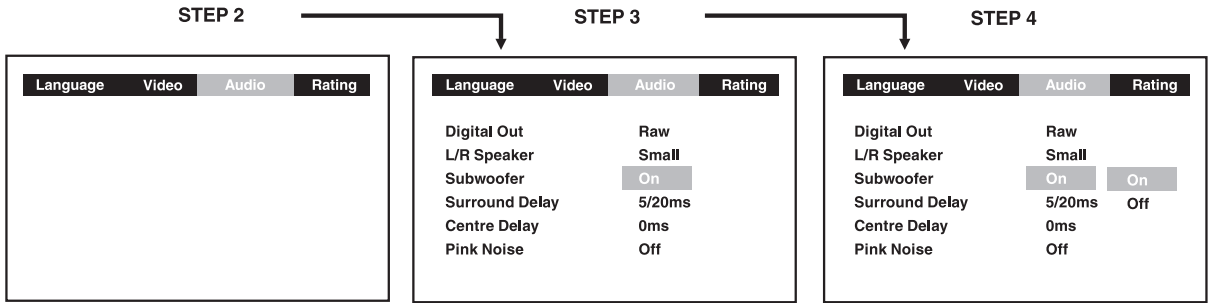 STEP 2
STEP 3
STEP 4
Language Video Audio Rating
Language Video Audio Rating
Digital Out Raw
L/R Speaker Small
Subwoofer On
Surround Delay 5/20ms
Centre Delay 0ms
Pink Noise Off
Language Video Audio Rating
Digital Out Raw
L/R Speaker Small
Subwoofer On On
Surround Delay 5/20ms Off
Centre Delay 0ms
Pink Noise Off